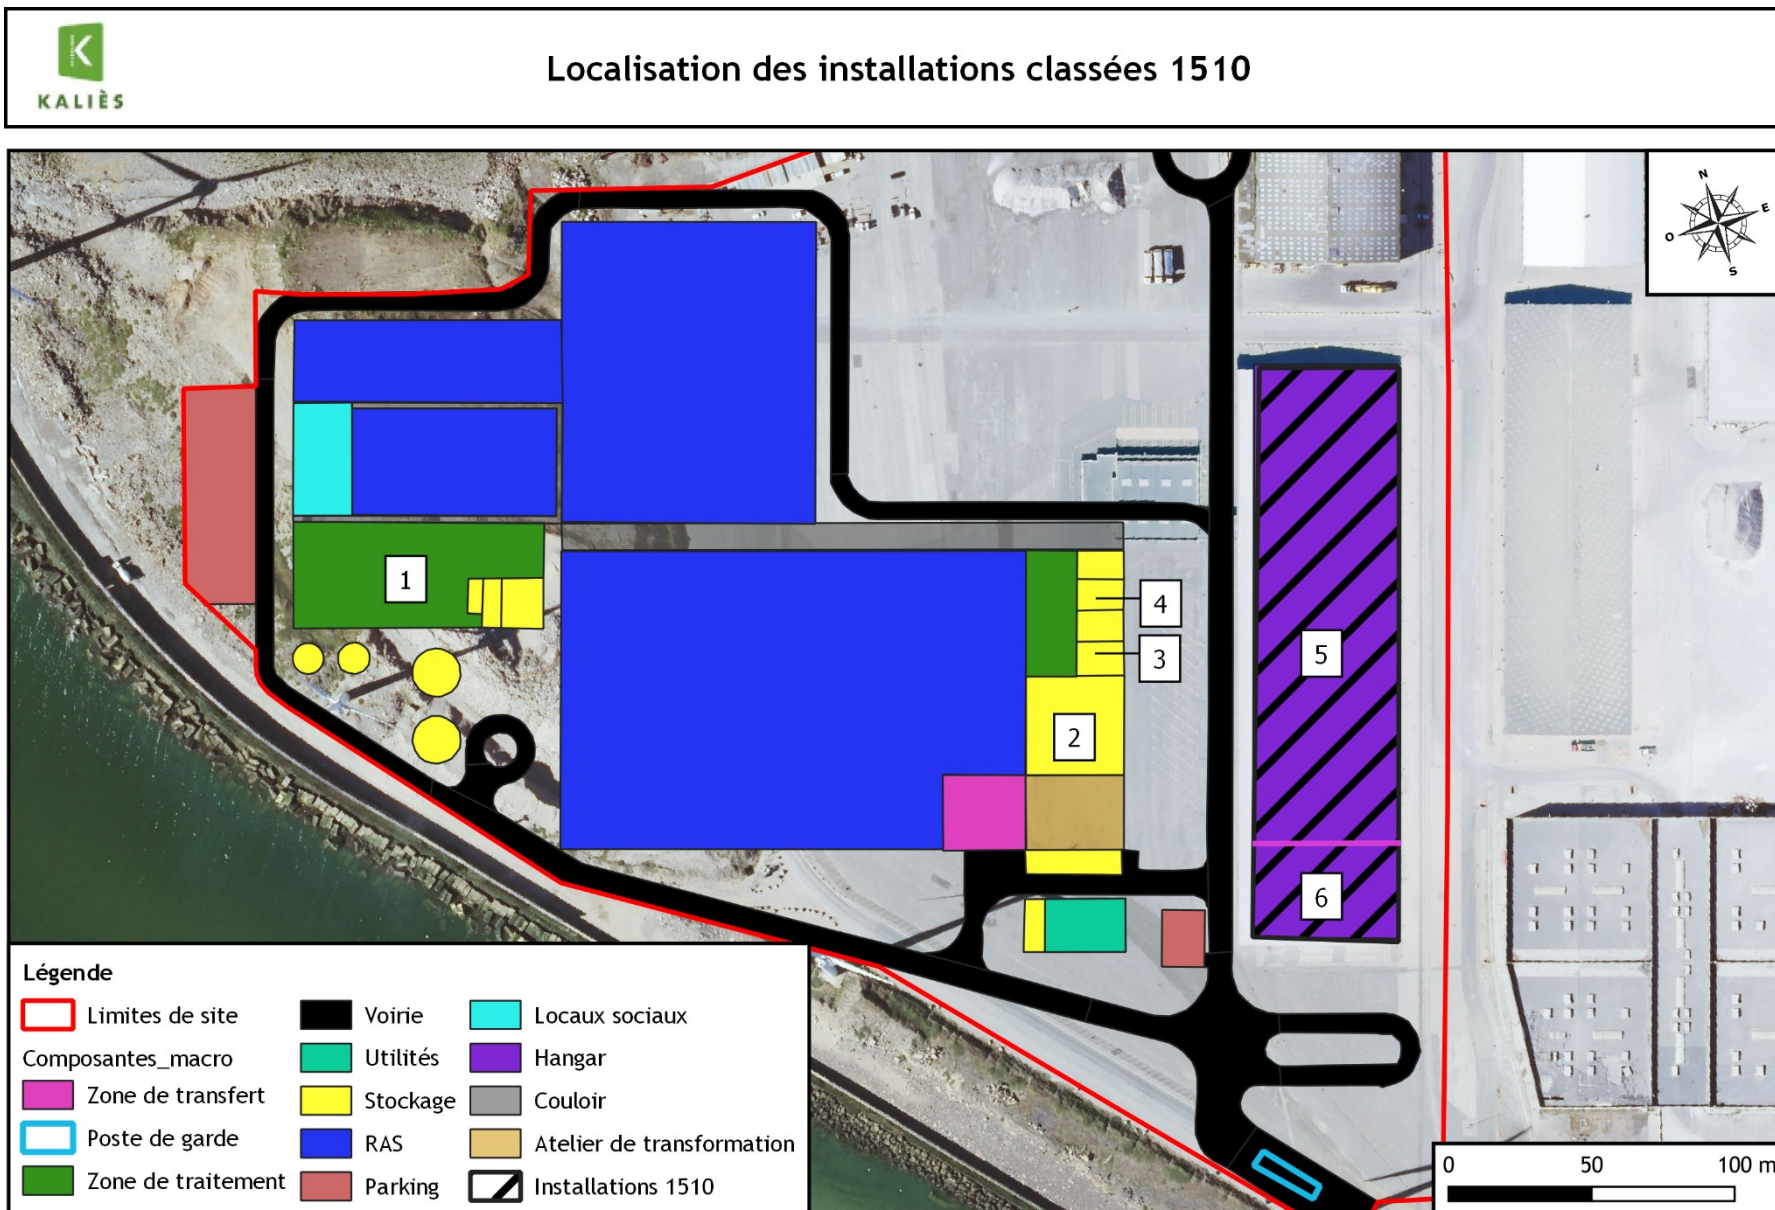 KALIÈS
Localisation des installations classées 1510
N
E
O
S
1
4
3
5
2
6
Légende
Limites de site
Composantes_macro
Zone de transfert
Poste de garde
Zone de traitement
Voirie
Utilités
Stockage
RAS
Parking
Locaux sociaux
Hangar
Couloir
Atelier de transformation
Installations 1510
0 50 100 m